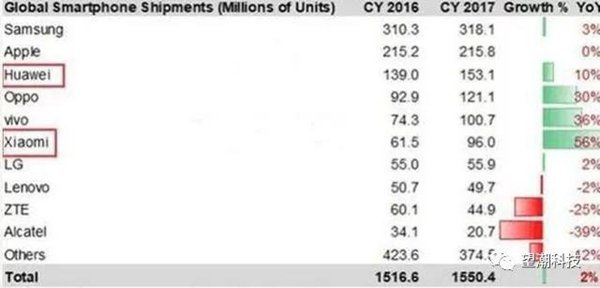 Global Smartphone Shipments (Millions of Units) CY 2016 CY 2017 Growth % YoY
Samsung 310.3 318.1 3%
Apple 215.2 215.8 0%
Huawei 139.0 153.1 10%
Oppo 92.9 121.1 30%
vivo 74.3 100.7 36%
Xiaomi 61.5 96.0 56%
LG 55.0 55.9 2%
Lenovo 50.7 49.7 -2%
ZTE 60.1 44.9 -25%
Alcatel 34.1 20.7 -39%
Others 423.6
Total 1516.6 1550.4 2%
望潮科技